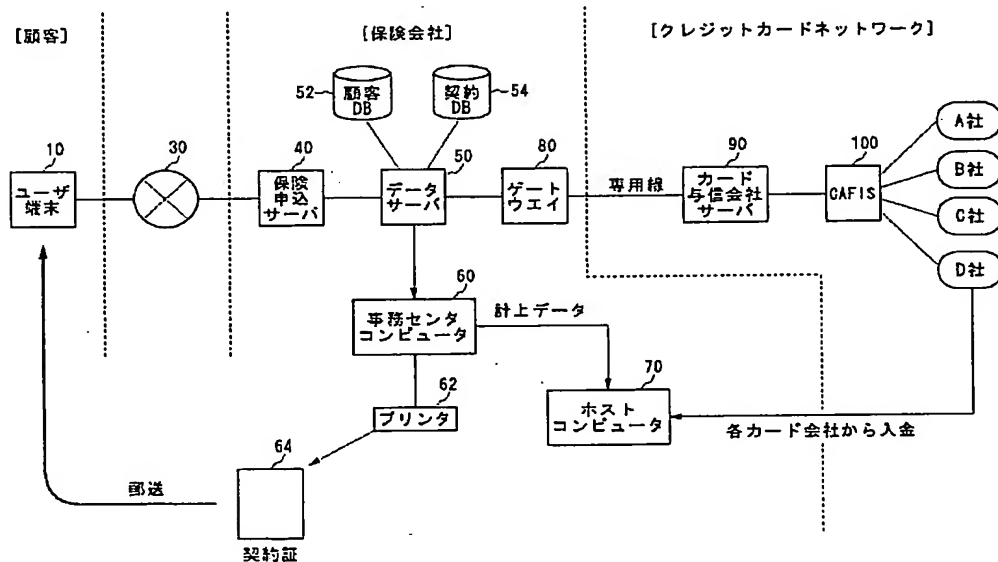 [顧客]
[保険会社]
[クレジットカードネットワーク]
52
顧客
DB
契約
DB
54
10
ユーザ
端末
30
40
保険
申込
サーバ
50
データ
サーバ
80
ゲート
ウエイ
専用線
90
カード
与信会社
サーバ
100
CAFIS
A社
B社
C社
D社
60
事務センタ
コンピュータ
計上データ
62
プリンタ
70
ホスト
コンピュータ
各カード会社から入金
64
郵送
契約証